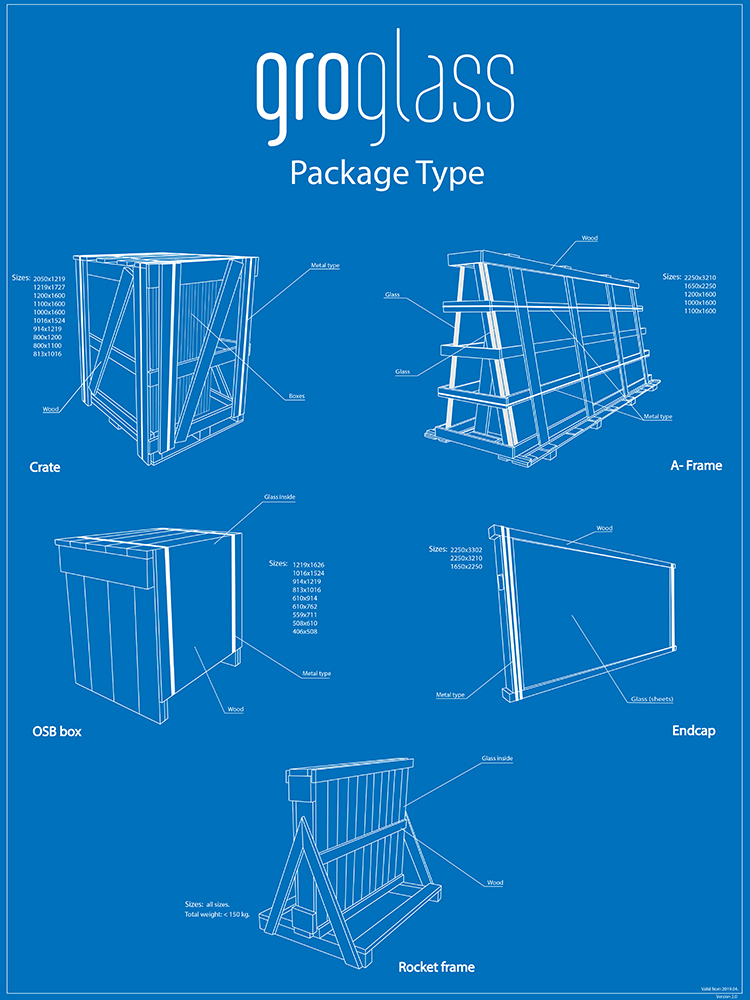 groglass
Package Type
Sizes: 2050x1219
1219x1727
1200x1600
1100x1600
1000x1600
1016x1524
914x1219
800x1200
800x1100
813x1016
Metal type
Boxes
Wood
Crate
Wood
Sizes: 2250x3210
1650x2250
1200x1600
1000x1600
1100x1600
Glass
Glass
Metal type
A- Frame
Glass inside
Sizes: 1219x1626
1016x1524
914x1219
813x1016
610x914
610x762
559x711
508x610
406x508
Metal type
Wood
OSB box
Wood
Sizes: 2250x3302
2250x3210
1650x2250
Metal type
Glass (sheets)
Endcap
Glass inside
Wood
Sizes: all sizes.
Total weight: < 150 kg.
Rocket frame
Valid from 2019.04.
Version 2.0